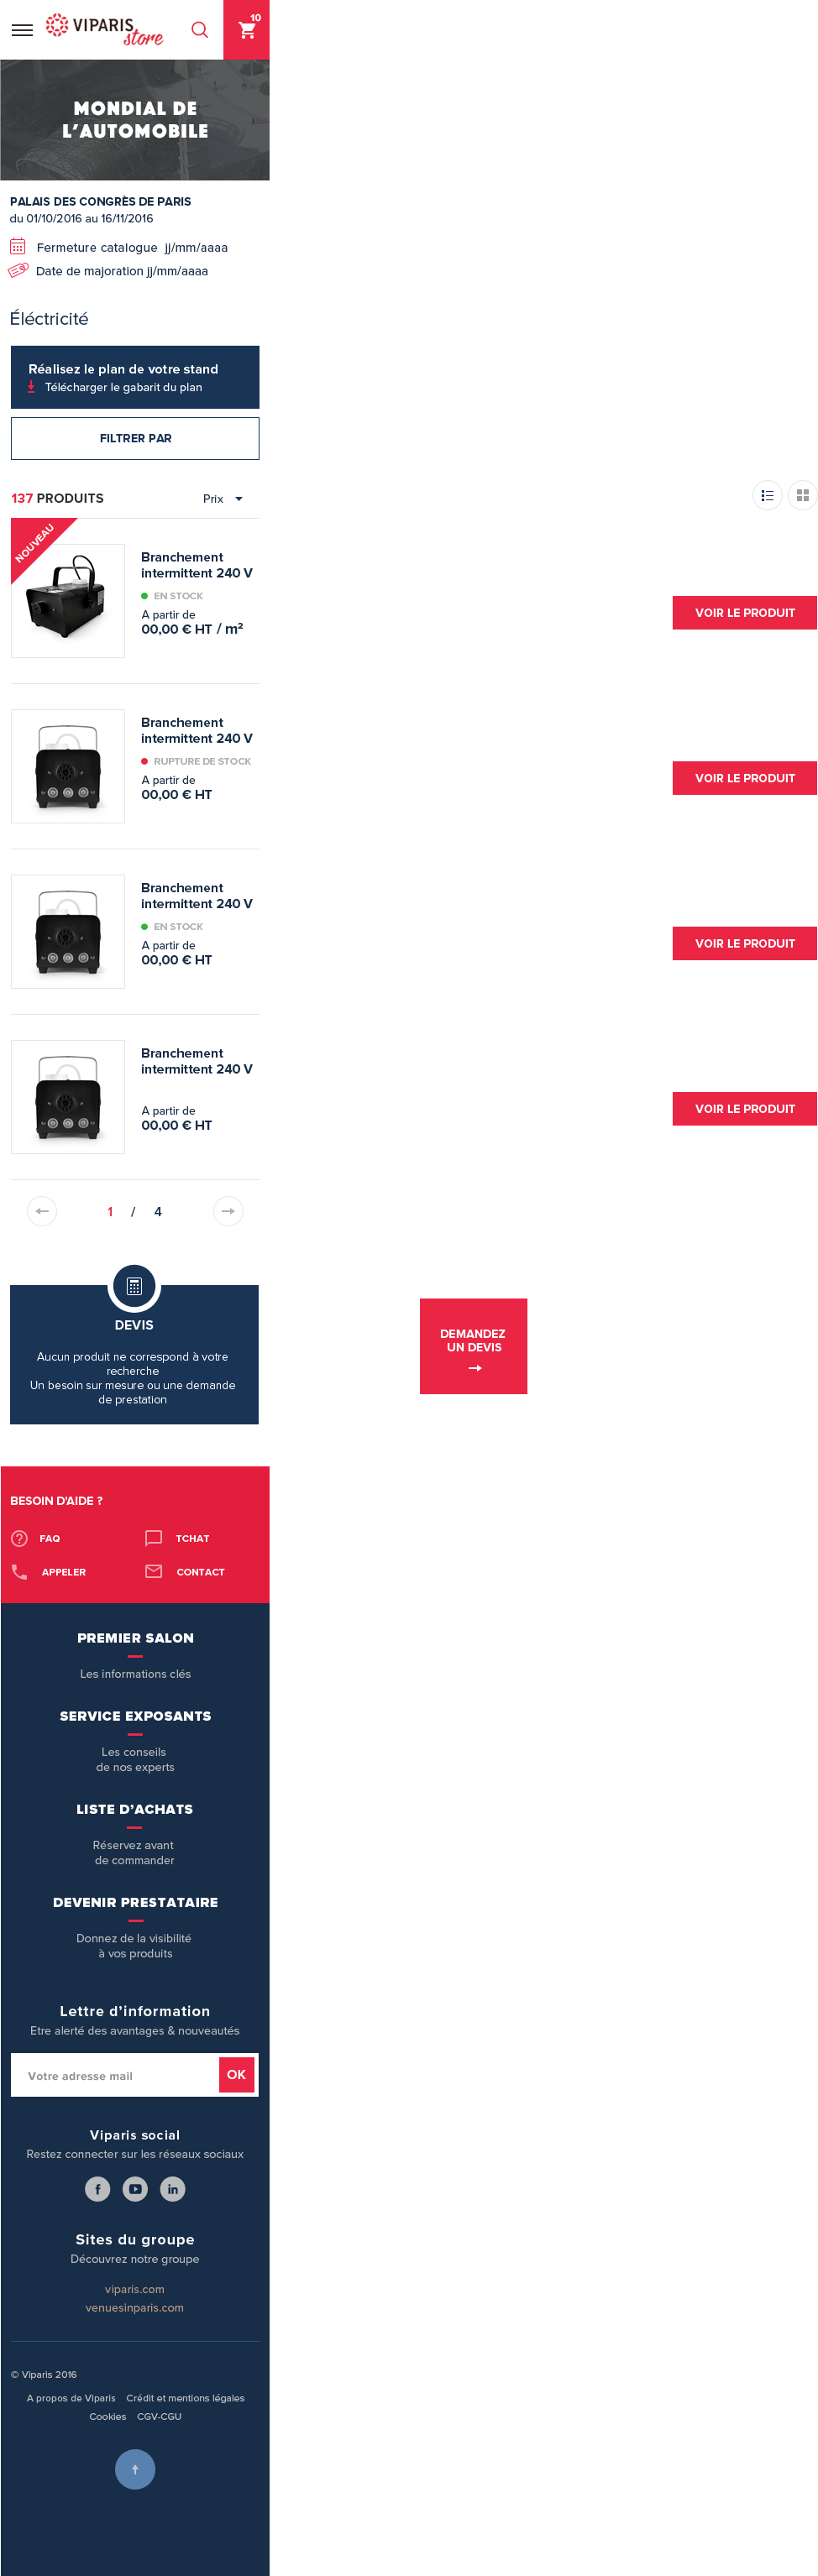 VIPARIS
store
10
MONDIAL DE
L'AUTOMOBILE
PALAIS DES CONGRÈS DE PARIS
du 01/10/2016 au 16/11/2016
Fermeture catalogue jj/mm/aaaa
Date de majoration jj/mm/aaaa
Éléctricité
Réalisez le plan de votre stand
Télécharger le gabarit du plan
FILTRER PAR
137 PRODUITS
Prix
NOUVEAU
Branchement
intermittent 240 V
EN STOCK
A partir de
00,00 € HT / m²
VOIR LE PRODUIT
Branchement
intermittent 240 V
RUPTURE DE STOCK
A partir de
00,00 € HT
VOIR LE PRODUIT
Branchement
intermittent 240 V
EN STOCK
A partir de
00,00 € HT
VOIR LE PRODUIT
Branchement
intermittent 240 V
A partir de
00,00 € HT
VOIR LE PRODUIT
1 / 4
DEVIS
Aucun produit ne correspond à votre
recherche
Un besoin sur mesure ou une demande
de prestation
DEMANDEZ
UN DEVIS
BESOIN D'AIDE ?
FAQ
TCHAT
APPELER
CONTACT
PREMIER SALON
Les informations clés
SERVICE EXPOSANTS
Les conseils
de nos experts
LISTE D'ACHATS
Réservez avant
de commander
DEVENIR PRESTATAIRE
Donnez de la visibilité
à vos produits
Lettre d'information
Etre alerté des avantages & nouveautés
Votre adresse mail
OK
Viparis social
Restez connecter sur les réseaux sociaux
Sites du groupe
Découvrez notre groupe
viparis.com
venuesinparis.com
© Viparis 2016
A propos de Viparis Crédit et mentions légales
Cookies CGV-CGU